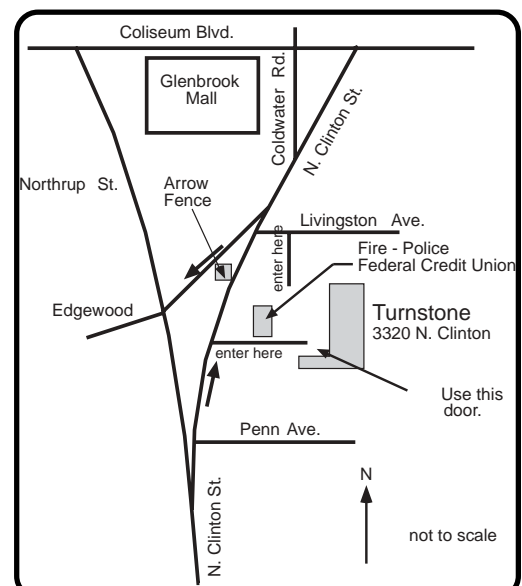 Coliseum Blvd.
Glenbrook
Mall
Coldwater Rd.
N. Clinton St.
Northrup St.
Arrow
Fence
Livingston Ave.
enter here
Fire - Police
Federal Credit Union
Edgewood
Turnstone
3320 N. Clinton
enter here
Use this
door.
Penn Ave.
N
N. Clinton St.
not to scale